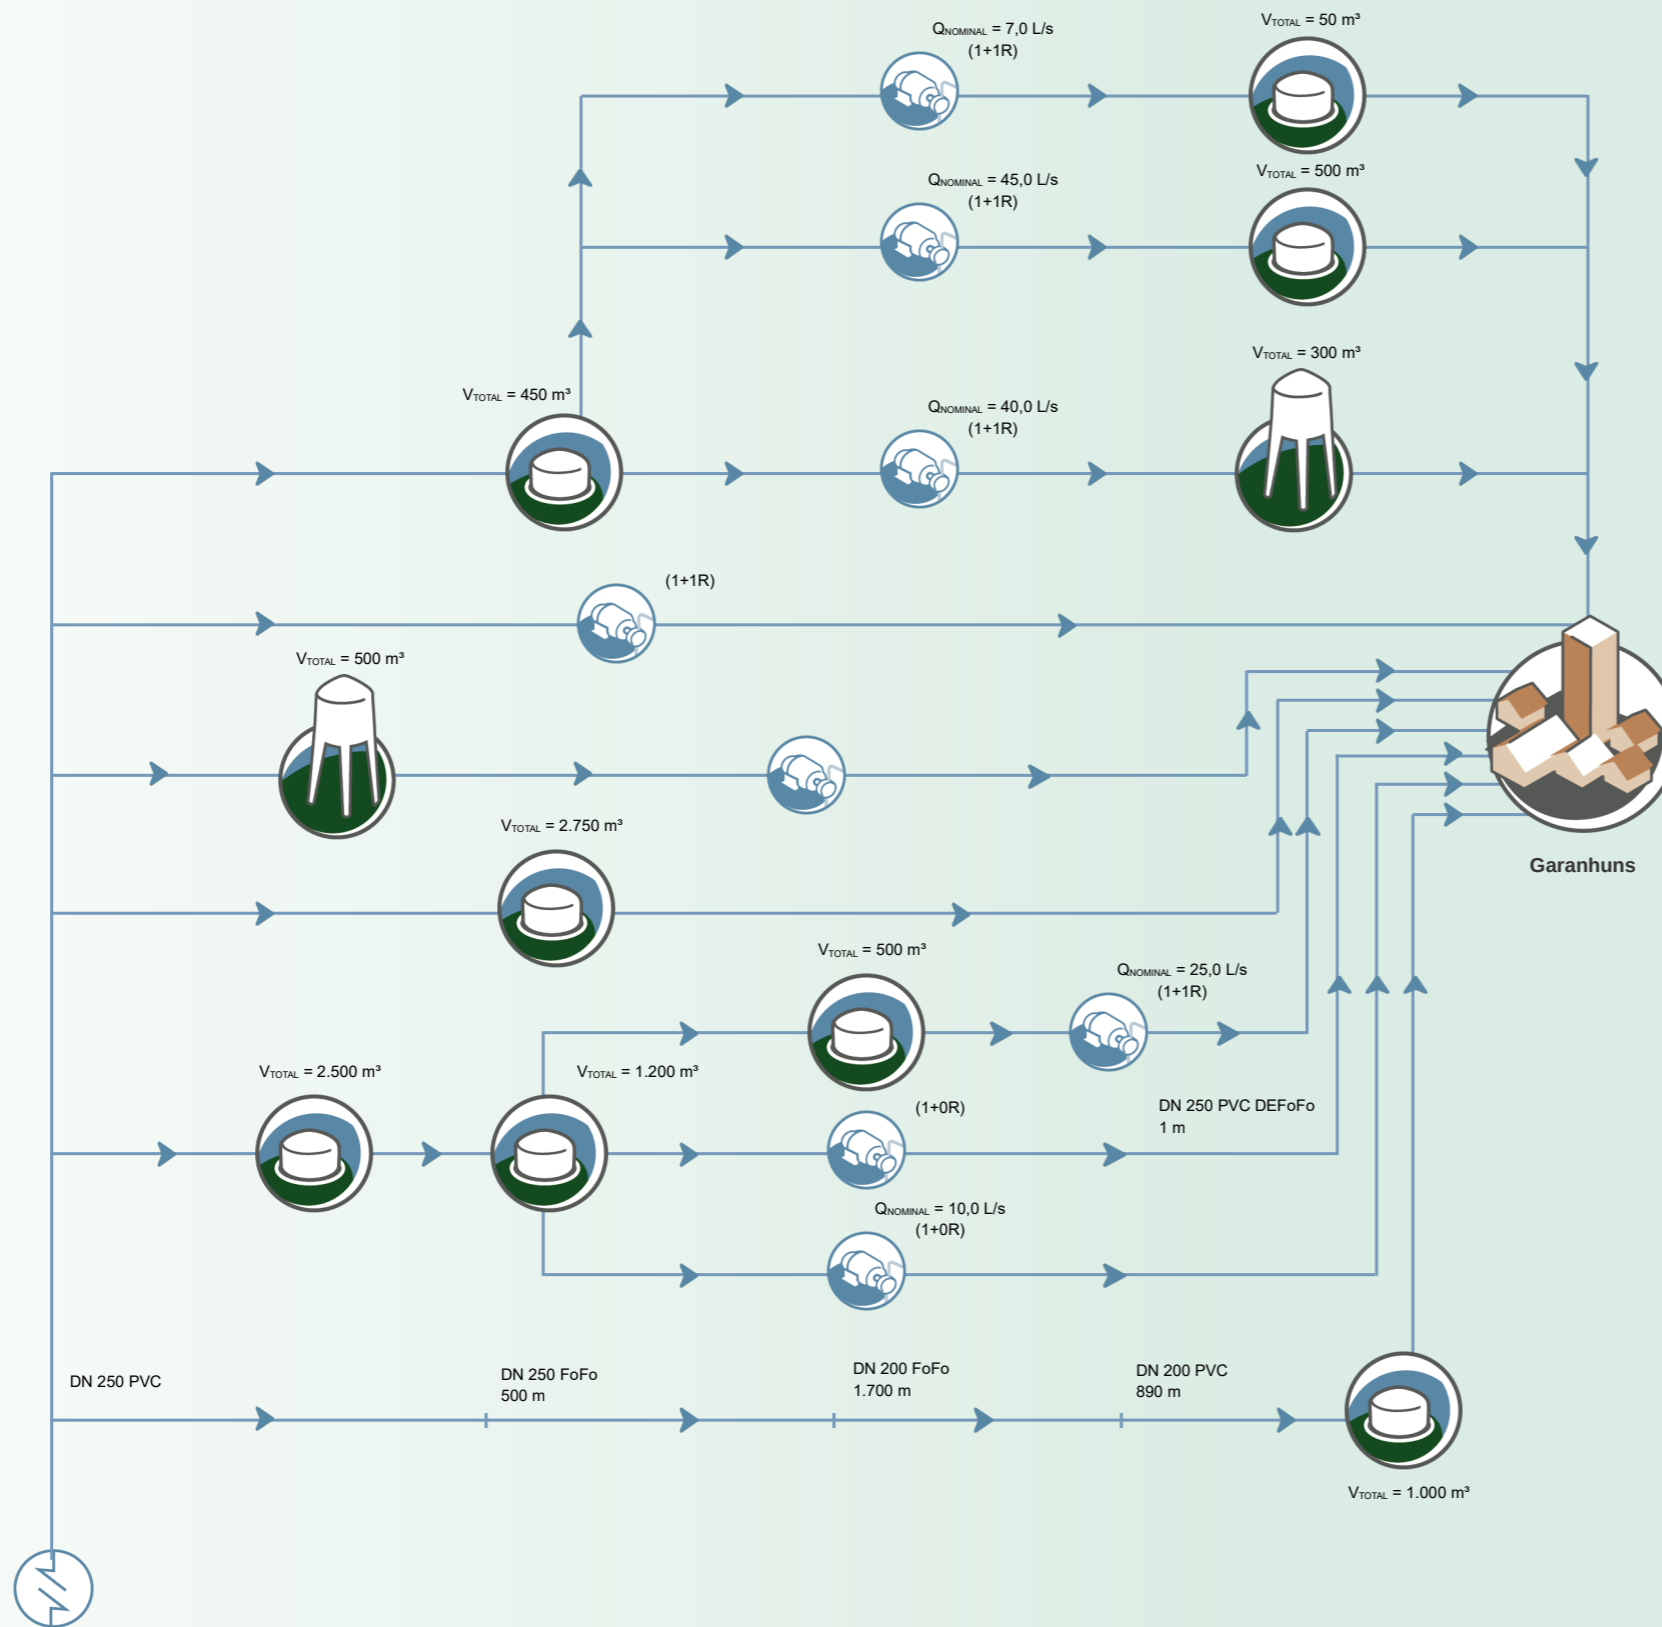 QNOMINAL = 7,0 L/s
(1+1R)
VTOTAL = 50 m³
QNOMINAL = 45,0 L/s
(1+1R)
VTOTAL = 500 m³
VTOTAL = 300 m³
VTOTAL = 450 m³
QNOMINAL = 40,0 L/s
(1+1R)
(1+1R)
VTOTAL = 500 m³
VTOTAL = 2.750 m³
Garanhuns
VTOTAL = 500 m³
QNOMINAL = 25,0 L/s
(1+1R)
VTOTAL = 2.500 m³
VTOTAL = 1.200 m³
(1+0R)
DN 250 PVC DEFoFo
1 m
QNOMINAL = 10,0 L/s
(1+0R)
DN 250 PVC
DN 250 FoFo
500 m
DN 200 FoFo
1.700 m
DN 200 PVC
890 m
VTOTAL = 1.000 m³